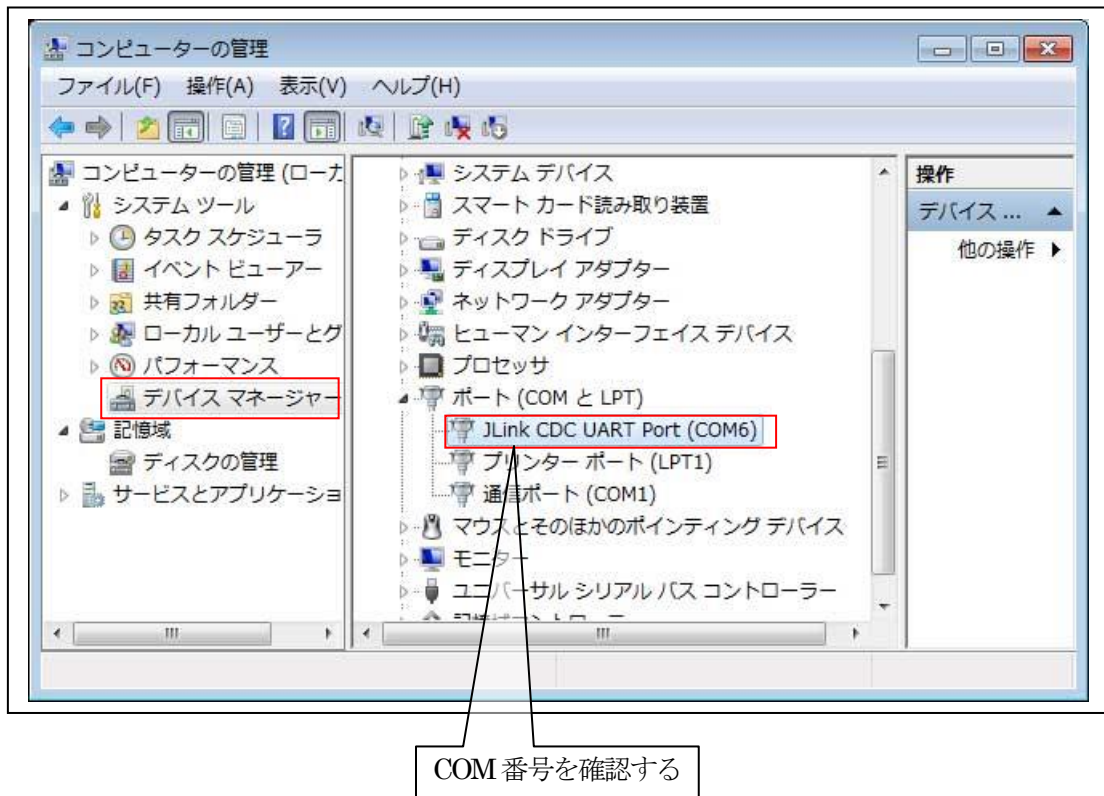 コンピューターの管理
ファイル(F) 操作(A) 表示(V) ヘルプ(H)
コンピューターの管理 (ローカ
システム ツール
タスク スケジューラ
イベント ビューアー
共有フォルダー
ローカル ユーザーとグ
パフォーマンス
デバイス マネージャー
記憶域
ディスクの管理
サービスとアプリケーショ
システム デバイス
スマート カード読み取り装置
ディスク ドライブ
ディスプレイ アダプター
ネットワーク アダプター
ヒューマン インターフェイス デバイス
プロセッサ
ポート (COM と LPT)
JLink CDC UART Port (COM6)
プリンター ポート (LPT1)
通信ポート (COM1)
マウスとそのほかのポインティング デバイス
モニター
ユニバーサル シリアル バス コントローラー
操作
デバイス ...
他の操作
COM 番号を確認する